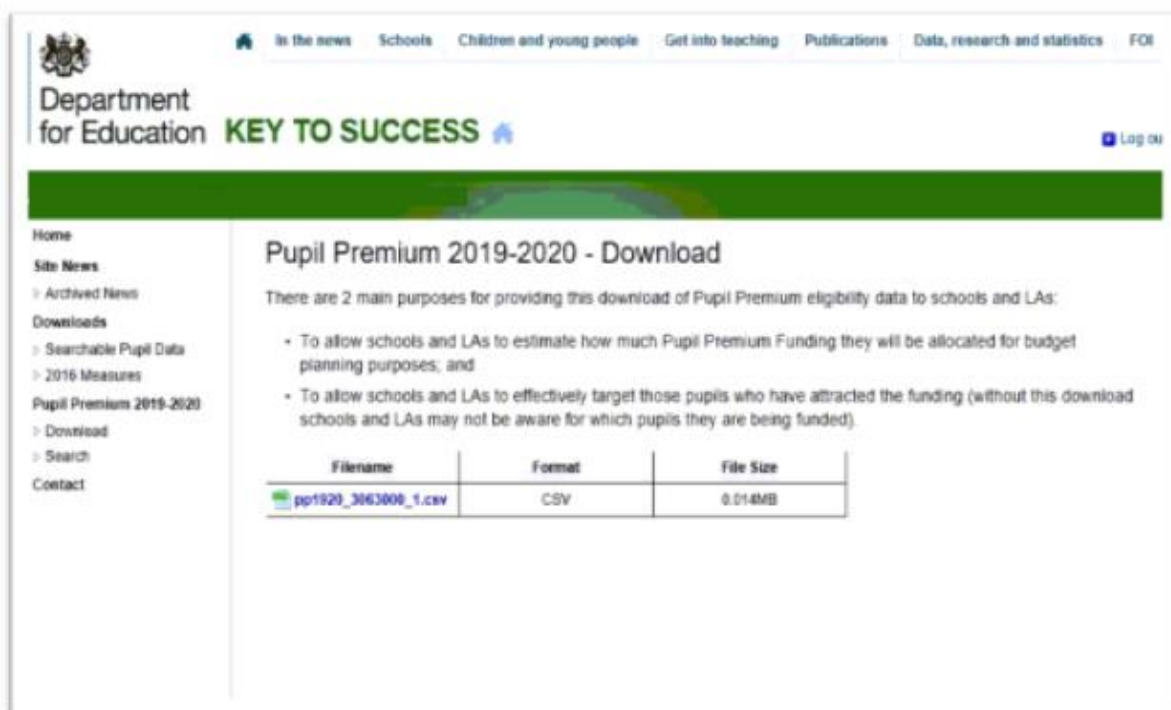 In the news Schools Children and young people Get into teaching Publications Data, research and statistics FOI
Department
for Education
KEY TO SUCCESS
Log ou
Home
Site News
Archived News
Downloads
Searchable Pupil Data
2016 Measures
Pupil Premium 2019-2020
Download
Search
Contact
Pupil Premium 2019-2020 - Download
There are 2 main purposes for providing this download of Pupil Premium eligibility data to schools and LAs:
• To allow schools and LAs to estimate how much Pupil Premium Funding they will be allocated for budget
planning purposes; and
• To allow schools and LAs to effectively target those pupils who have attracted the funding (without this download
schools and LAs may not be aware for which pupils they are being funded).
Filename Format File Size
pp1920_3063000_1.csv CSV 0.014MB